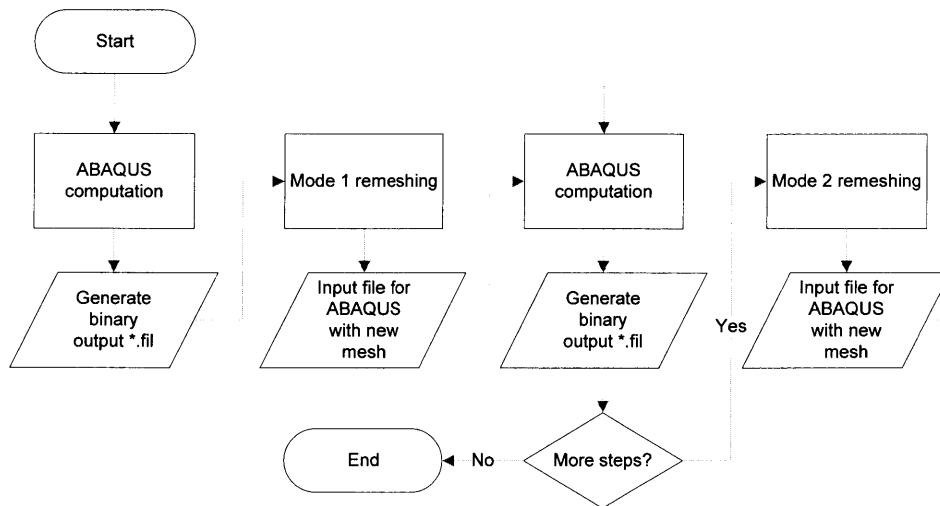 Start
ABAQUS
computation
Generate
binary
output *.fil
Mode 1 remeshing
Input file for
ABAQUS
with new
mesh
ABAQUS
computation
Generate
binary
output *.fil
More steps?
No
End
Yes
Mode 2 remeshing
Input file for
ABAQUS
with new
mesh